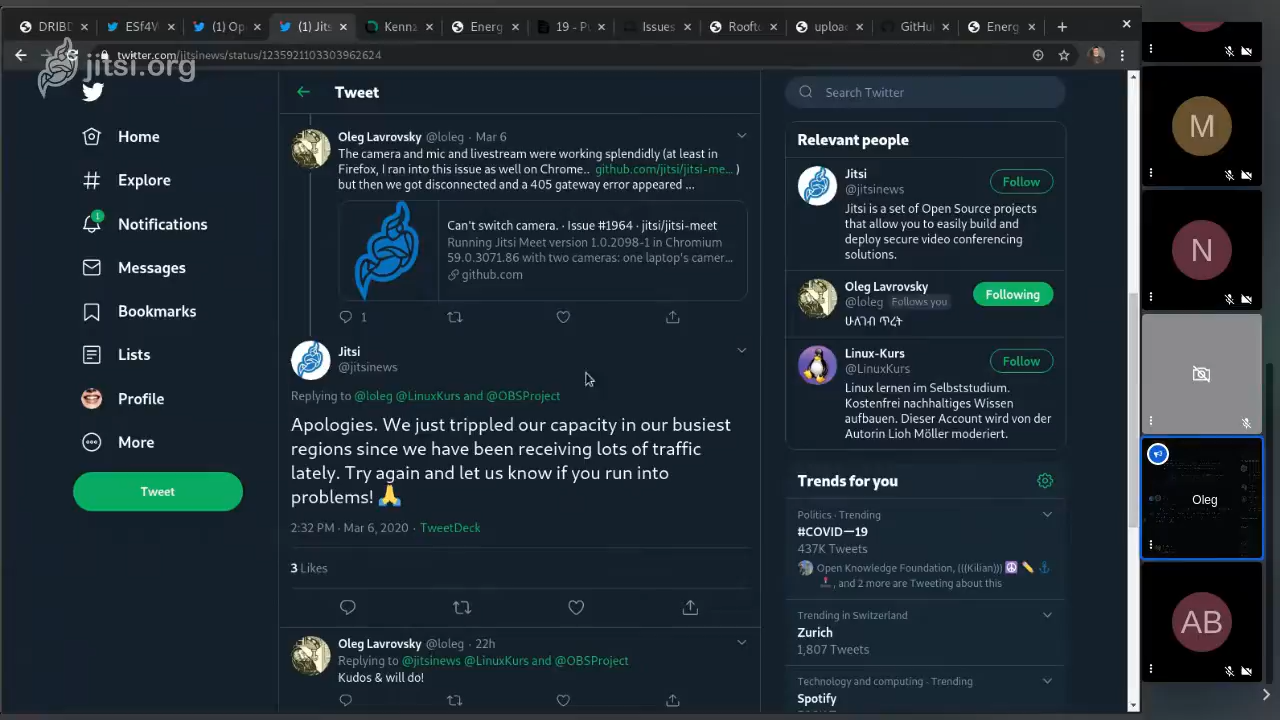 DRIBD
ESf4W
(1) Op
(1) Jits
Kennz
Energ
19 - P
Issues
Roofto
upload
GitHu
Energ
twitter.com/jitsinews/status/1235921103303962624
jitsi.org
Home
Explore
1
Notifications
Messages
Bookmarks
Lists
Profile
More
Tweet
Tweet
Oleg Lavrovsky @loleg · Mar 6
The camera and mic and livestream were working splendidly (at least in
Firefox, I ran into this issue as well on Chrome.. github.com/jitsi/jitsi-me... )
but then we got disconnected and a 405 gateway error appeared ...
Can't switch camera. · Issue #1964 · jitsi/jitsi-meet
Running Jitsi Meet version 1.0.2098-1 in Chromium
59.0.3071.86 with two cameras: one laptop's camer...
github.com
1
Jitsi
@jitsinews
Replying to @loleg @LinuxKurs and @OBSProject
Apologies. We just trippled our capacity in our busiest
regions since we have been receiving lots of traffic
lately. Try again and let us know if you run into
problems! 🙏
2:32 PM · Mar 6, 2020 · TweetDeck
3 Likes
Oleg Lavrovsky @loleg · 22h
Replying to @jitsinews @LinuxKurs and @OBSProject
Kudos & will do!
Search Twitter
Relevant people
Jitsi
@jitsinews
Follow
Jitsi is a set of Open Source projects
that allow you to easily build and
deploy secure video conferencing
solutions.
Oleg Lavrovsky
@loleg Follows you
Following
ሁለገብ ጥረት
Linux-Kurs
@LinuxKurs
Follow
Linux lernen im Selbststudium.
Kostenfrei nachhaltiges Wissen
aufbauen. Dieser Account wird von der
Autorin Lioh Möller moderiert.
Trends for you
Politics · Trending
#COVID—19
437K Tweets
Open Knowledge Foundation, (((Kilian))) ☮️ ✏️ ⚓
, and 2 more are Tweeting about this
Trending in Switzerland
Zurich
1,807 Tweets
Technology and computing · Trending
Spotify
M
N
Oleg
AB